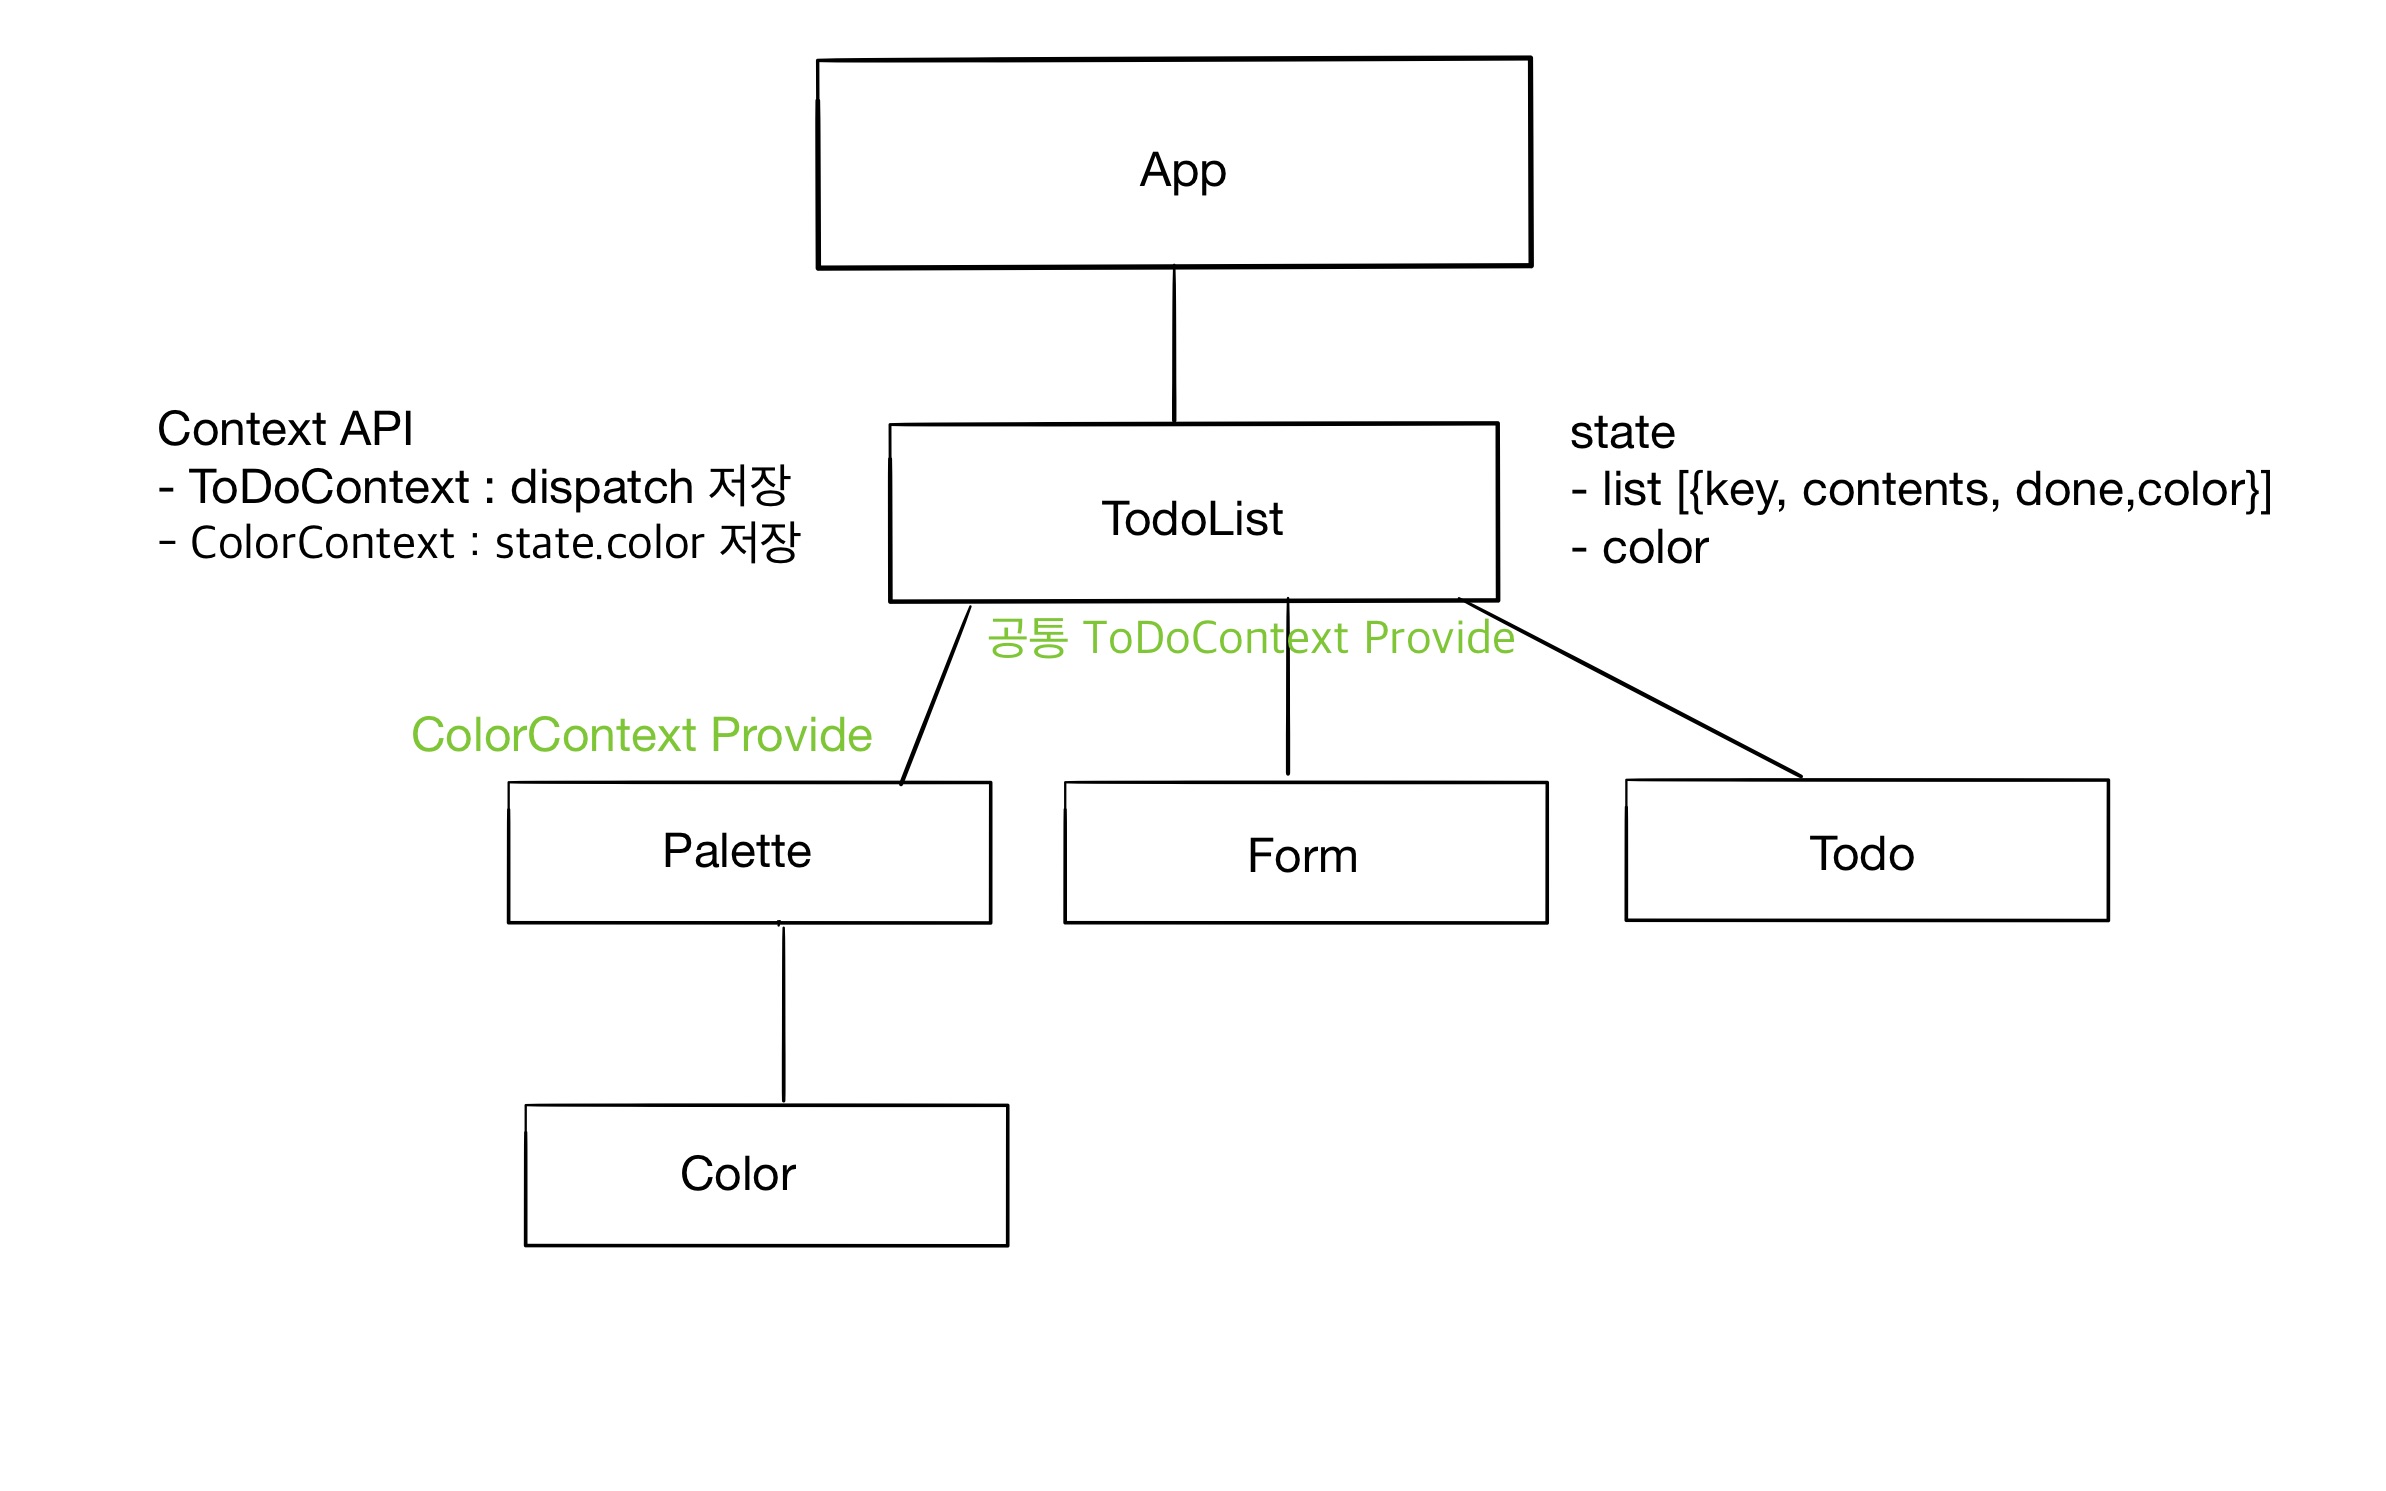 App
Context API
- ToDoContext : dispatch 저장
- ColorContext : state.color 저장
TodoList
state
- list [{key, contents, done,color}]
- color
공통 ToDoContext Provide
ColorContext Provide
Palette
Form
Todo
Color